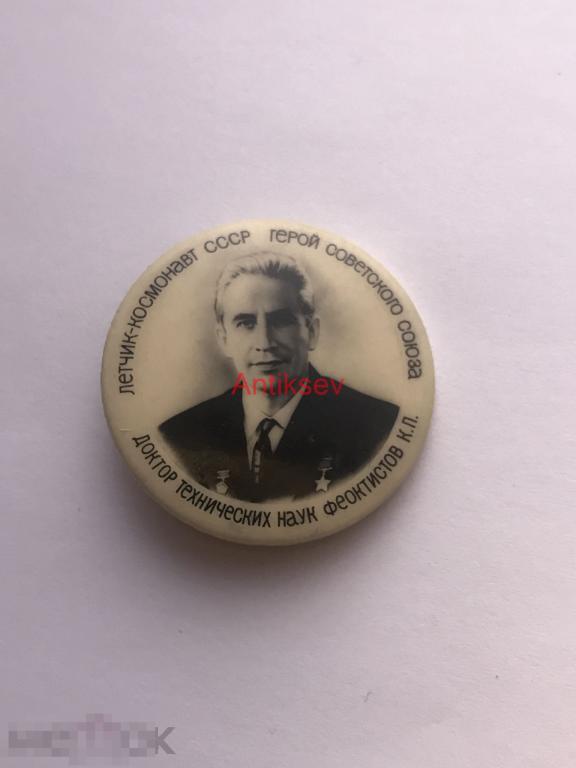 летчик-космонавт СССР герой советского союза
Antiksev
доктор технических наук Феоктистов К.П.